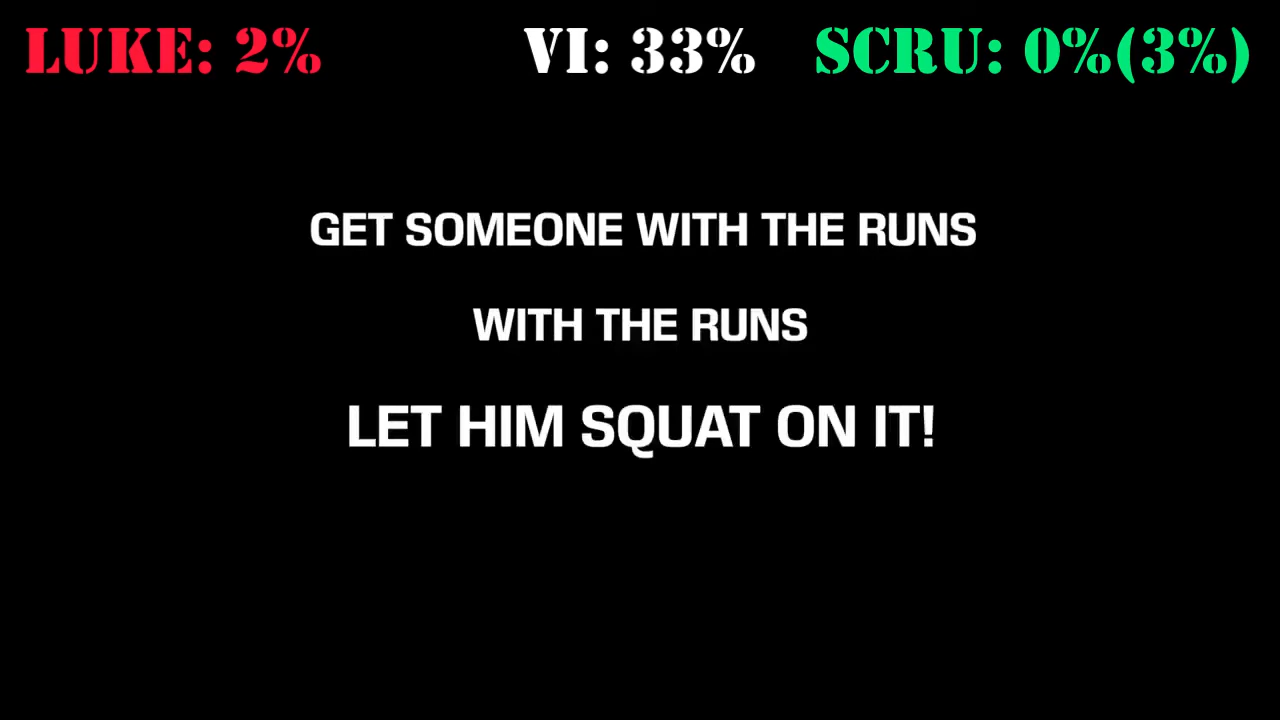 LUKE: 2% VI: 33% SCRU: 0%(3%)
GET SOMEONE WITH THE RUNS
WITH THE RUNS
LET HIM SQUAT ON IT!